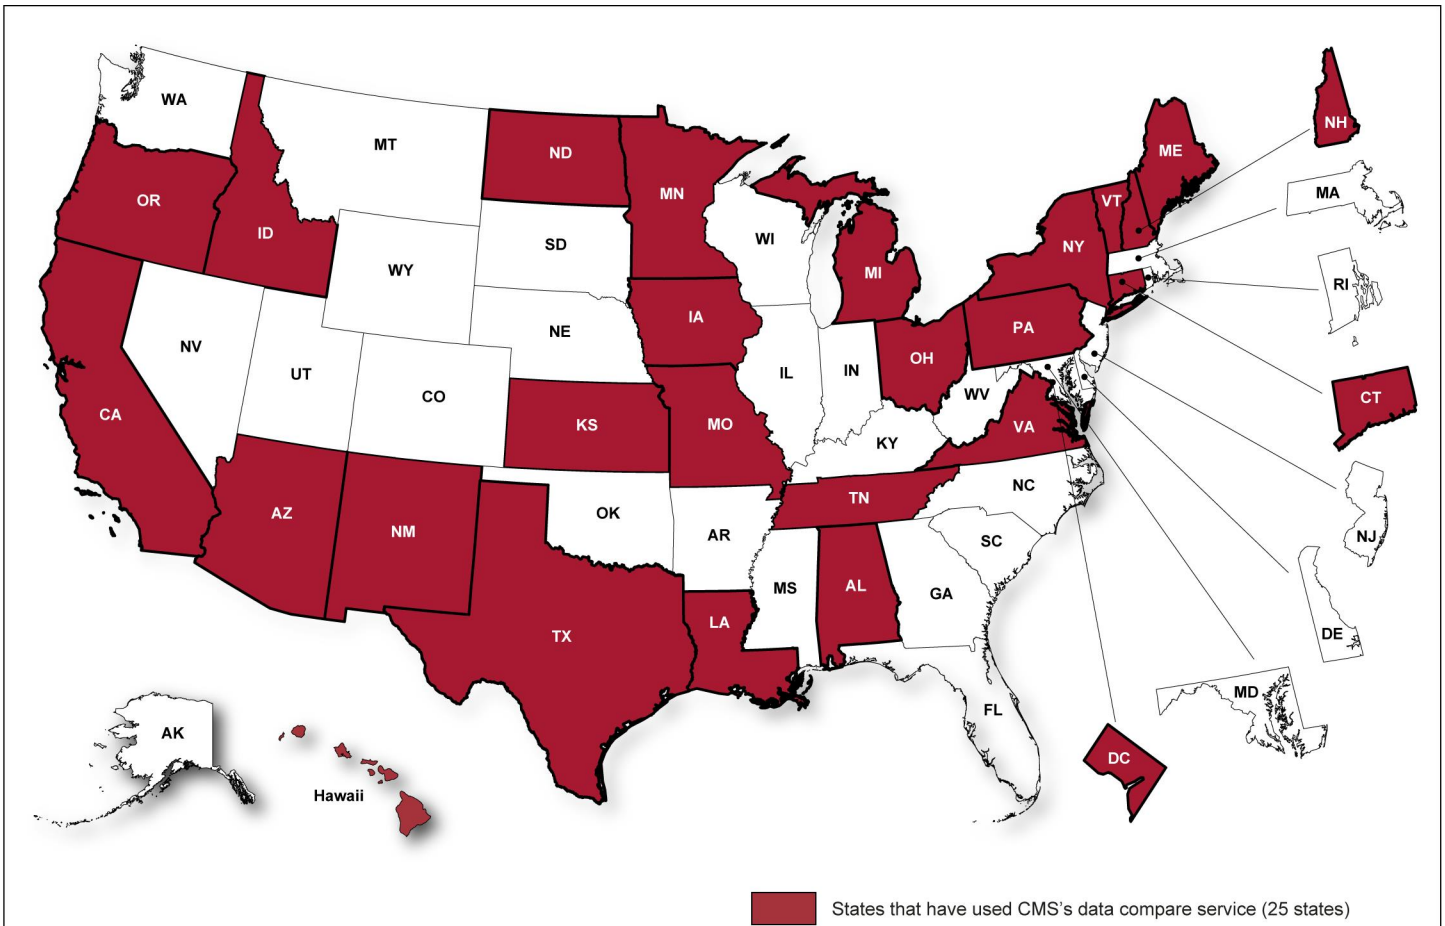 WA
MT
ND
MN
ME
NH
OR
ID
SD
WI
VT
MA
WY
MI
NY
RI
NV
NE
IA
PA
UT
CO
IL
IN
OH
WV
CA
KS
MO
KY
VA
CT
AZ
NM
OK
AR
TN
NC
SC
NJ
TX
LA
MS
AL
GA
DE
FL
MD
AK
DC
Hawaii
States that have used CMS's data compare service (25 states)